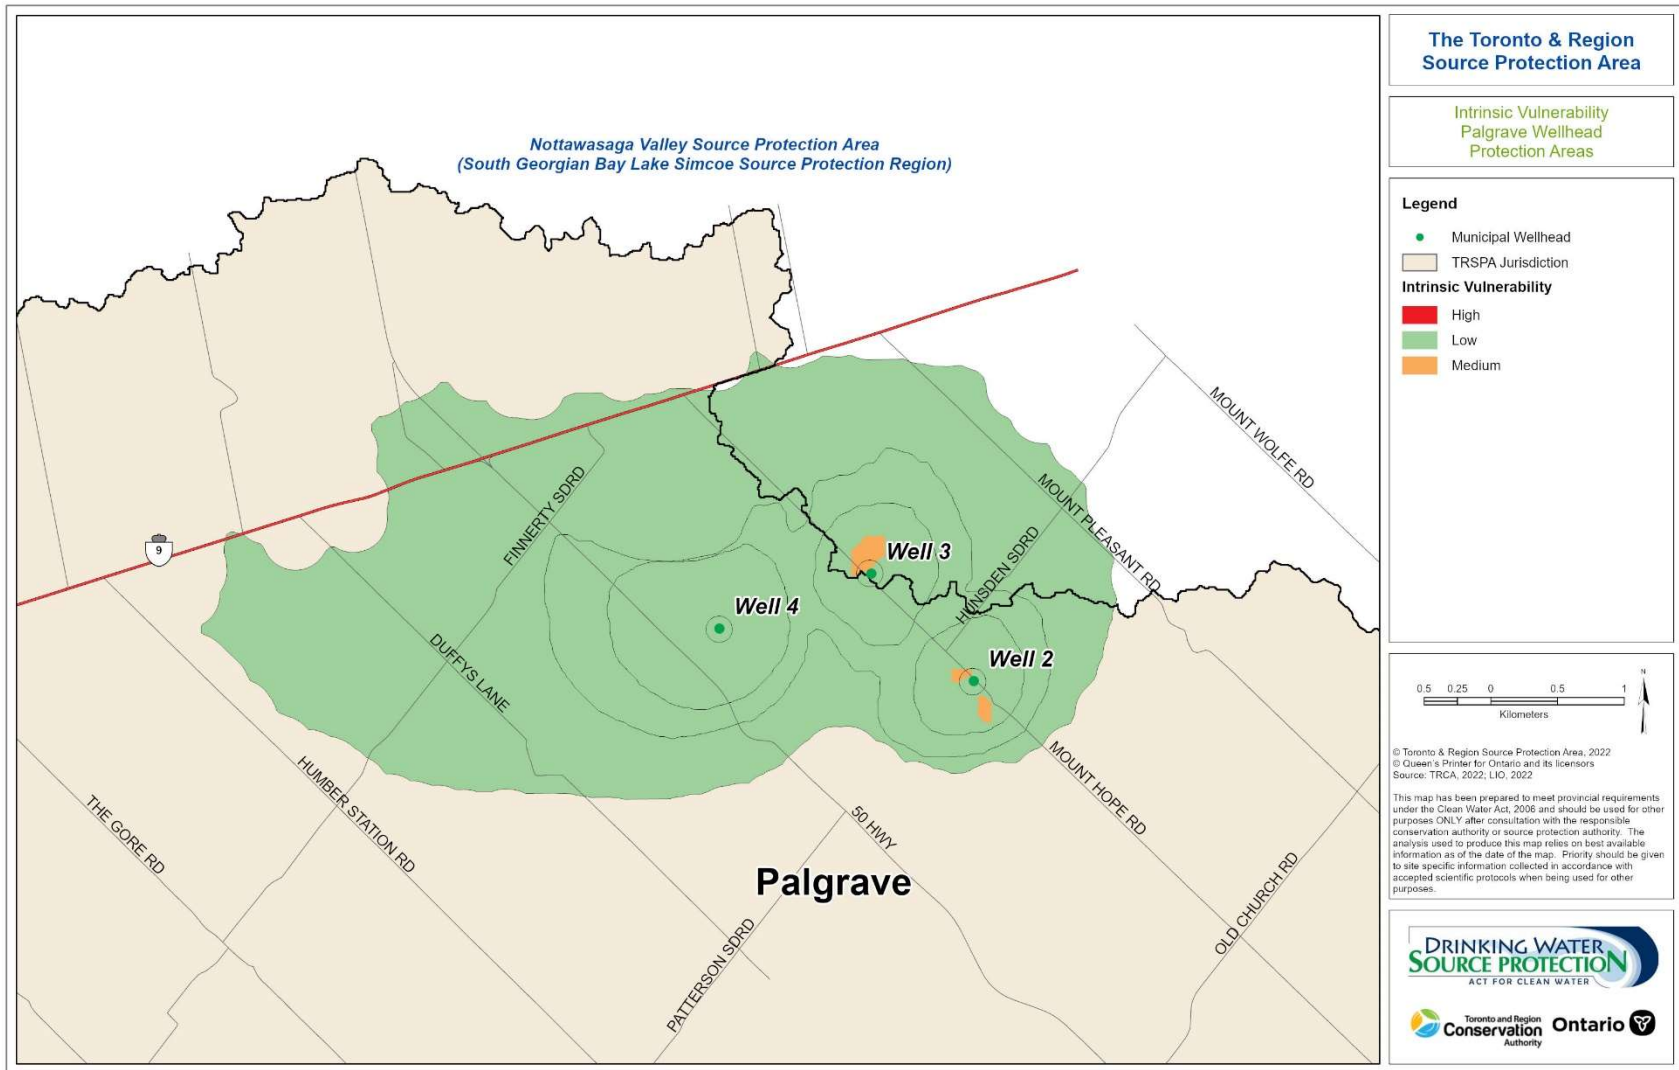 Nottawasaga Valley Source Protection Area
(South Georgian Bay Lake Simcoe Source Protection Region)
MOUNT WOLFE RD
MOUNT PLEASANT RD
HUNSDEN SDRD
FINNERTY SDRD
9
Well 3
Well 4
Well 2
DUFFYS LANE
HUMBER STATION RD
THE GORE RD
MOUNT HOPE RD
50 HWY
Palgrave
PATTERSON SDRD
OLD CHURCH RD
The Toronto & Region
Source Protection Area
Intrinsic Vulnerability
Palgrave Wellhead
Protection Areas
Legend
Municipal Wellhead
TRSPA Jurisdiction
Intrinsic Vulnerability
High
Low
Medium
N
0.5 0.25 0 0.5 1
Kilometers
© Toronto & Region Source Protection Area, 2022
© Queen's Printer for Ontario and its licensors
Source: TRCA, 2022; LIO, 2022
This map has been prepared to meet provincial requirements
under the Clean Water Act, 2006 and should be used for other
purposes ONLY after consultation with the responsible
conservation authority or source protection authority. The
analysis used to produce this map relies on best available
information as of the date of the map. Priority should be given
to site specific information collected in accordance with
accepted scientific protocols when being used for other
purposes.
DRINKING WATER
SOURCE PROTECTION
ACT FOR CLEAN WATER
Toronto and Region
Conservation
Authority
Ontario